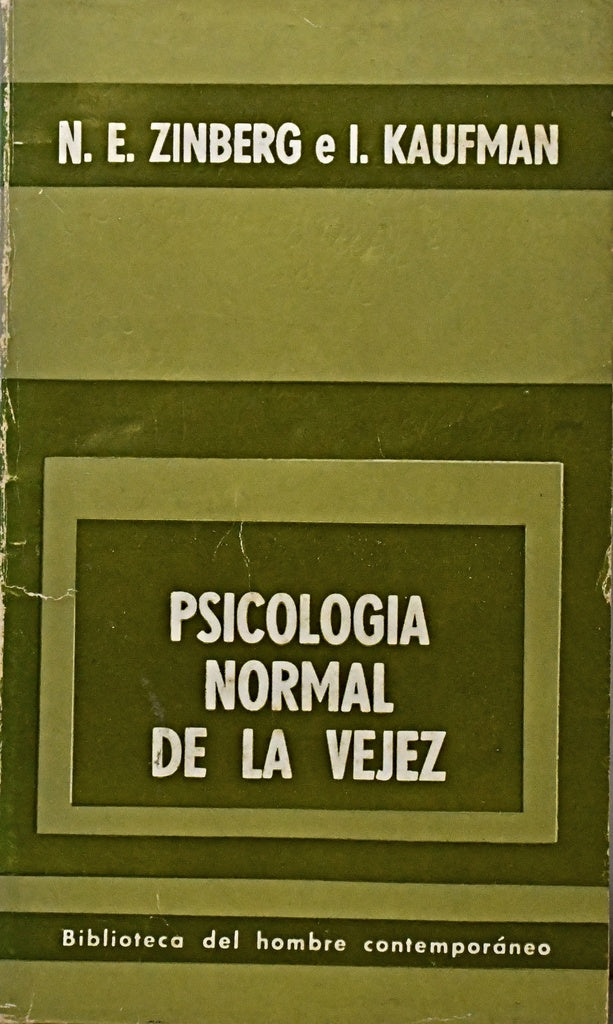 N. E. ZINBERG e I. KAUFMAN
PSICOLOGIA
NORMAL
DE LA VEJEZ
Biblioteca del hombre contemporáneo